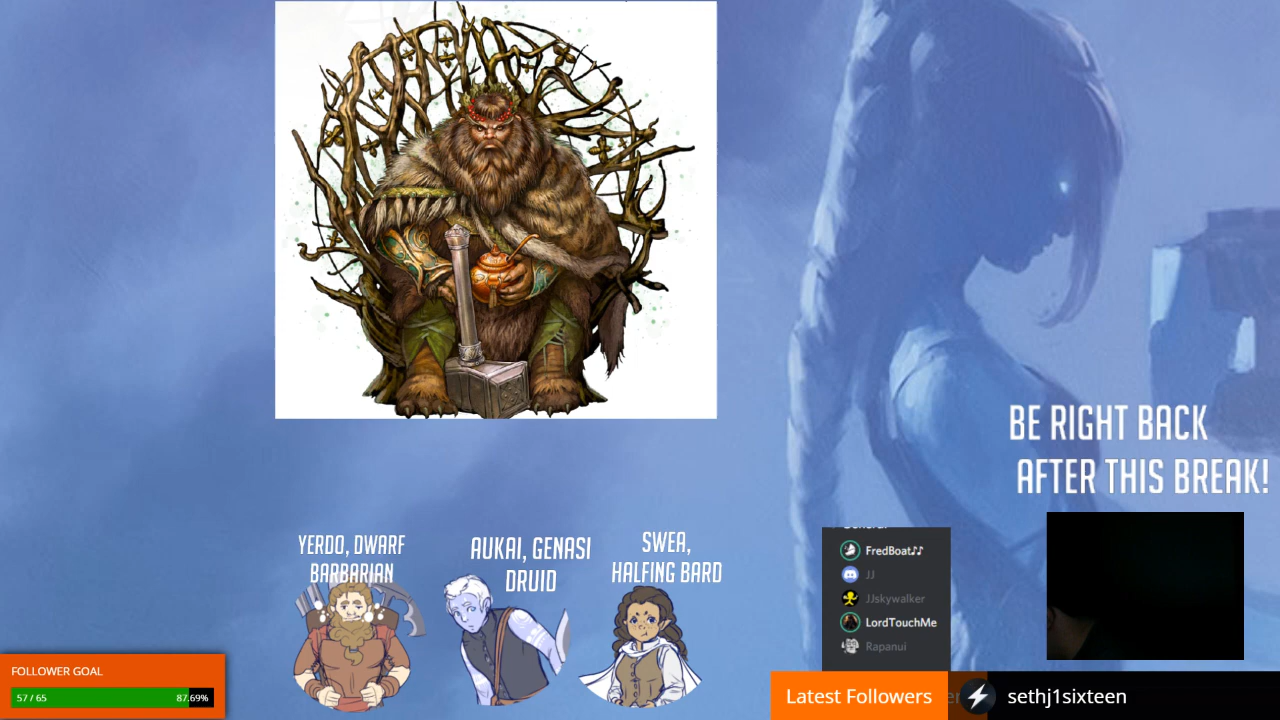 BE RIGHT BACK
AFTER THIS BREAK!
YERDO, DWARF
BARBARIAN
AUKAI, GENASI
DRUID
SWEA,
HALFING BARD
FredBoat♪♪
JJ
JJskywalker
LordTouchMe
Rapanui
FOLLOWER GOAL
57 / 65
87.69%
Latest Followers
sethj1sixteen